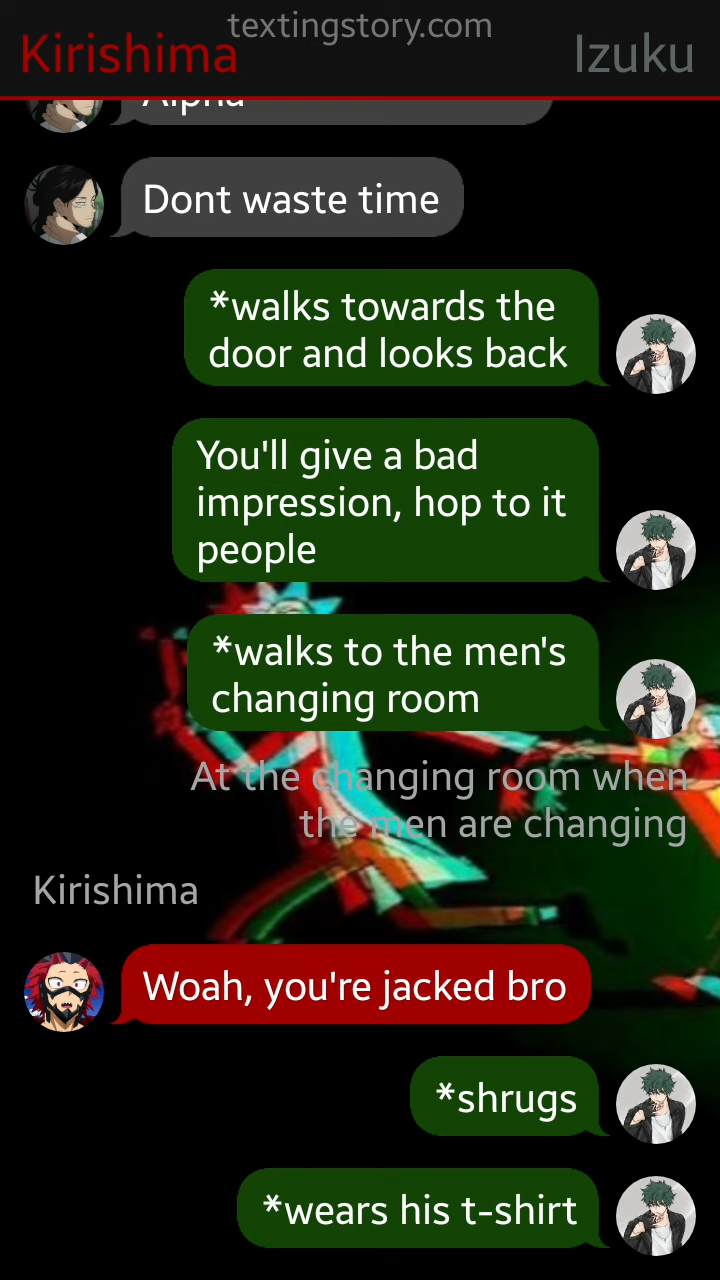 textingstory.com
Kirishima
Izuku
Alpha
Dont waste time
*walks towards the
door and looks back
You'll give a bad
impression, hop to it
people
*walks to the men's
changing room
At the changing room when
the men are changing
Kirishima
Woah, you're jacked bro
*shrugs
*wears his t-shirt